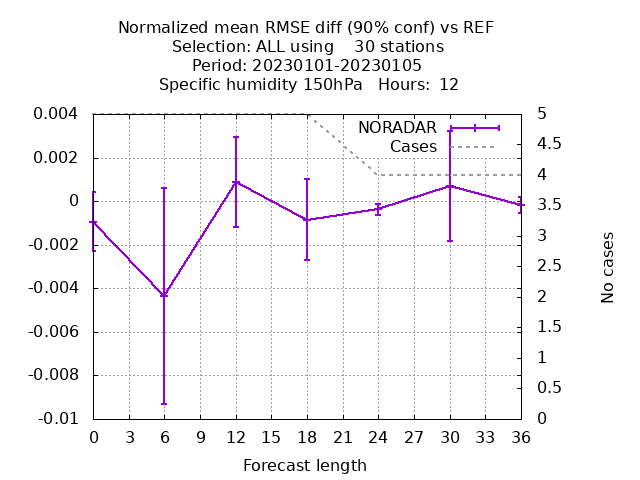 Normalized mean RMSE diff (90% conf) vs REF
Selection: ALL using    30 stations
Period: 20230101-20230105
Specific humidity 150hPa   Hours:  12
NORADAR
Cases
0.004
0.002
0
-0.002
-0.004
-0.006
-0.008
-0.01
5
4.5
4
3.5
3
2.5
2
1.5
1
0.5
0
No cases
0 3 6 9 12 15 18 21 24 27 30 33 36
Forecast length